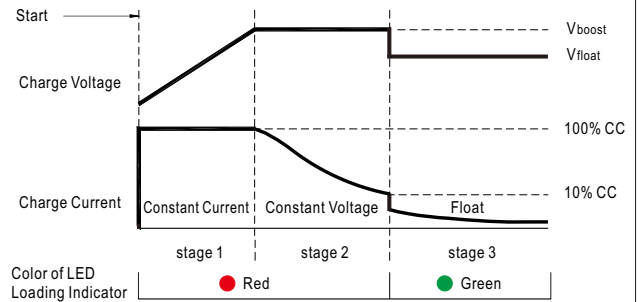 Start
Vboost
Vfloat
Charge Voltage
100% CC
10% CC
Charge Current
Constant Current
Constant Voltage
Float
stage 1
stage 2
stage 3
Color of LED
Loading Indicator
Red
Green